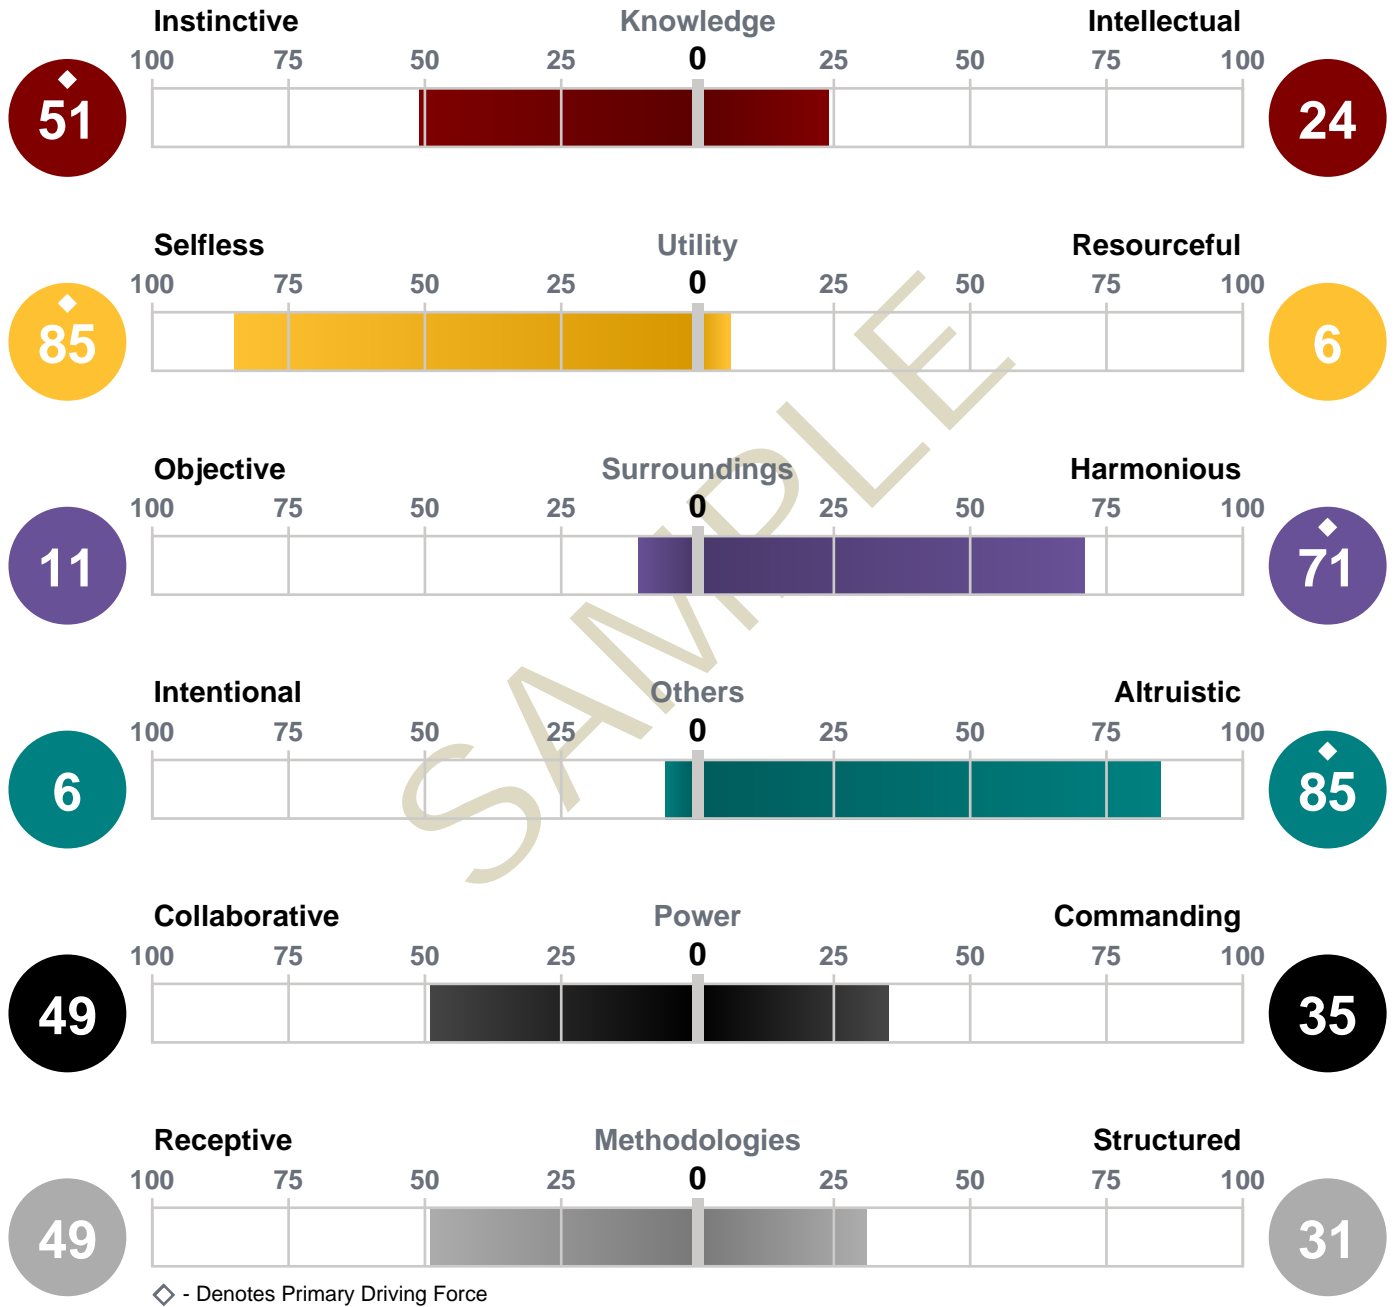 Instinctive Knowledge Intellectual
100 75 50 25 0 25 50 75 100
51 24
Selfless Utility Resourceful
100 75 50 25 0 25 50 75 100
85 6
Objective Surroundings Harmonious
100 75 50 25 0 25 50 75 100
11 71
Intentional Others Altruistic
100 75 50 25 0 25 50 75 100
6 85
Collaborative Power Commanding
100 75 50 25 0 25 50 75 100
49 35
Receptive Methodologies Structured
100 75 50 25 0 25 50 75 100
49 31
- Denotes Primary Driving Force
SAMPLE